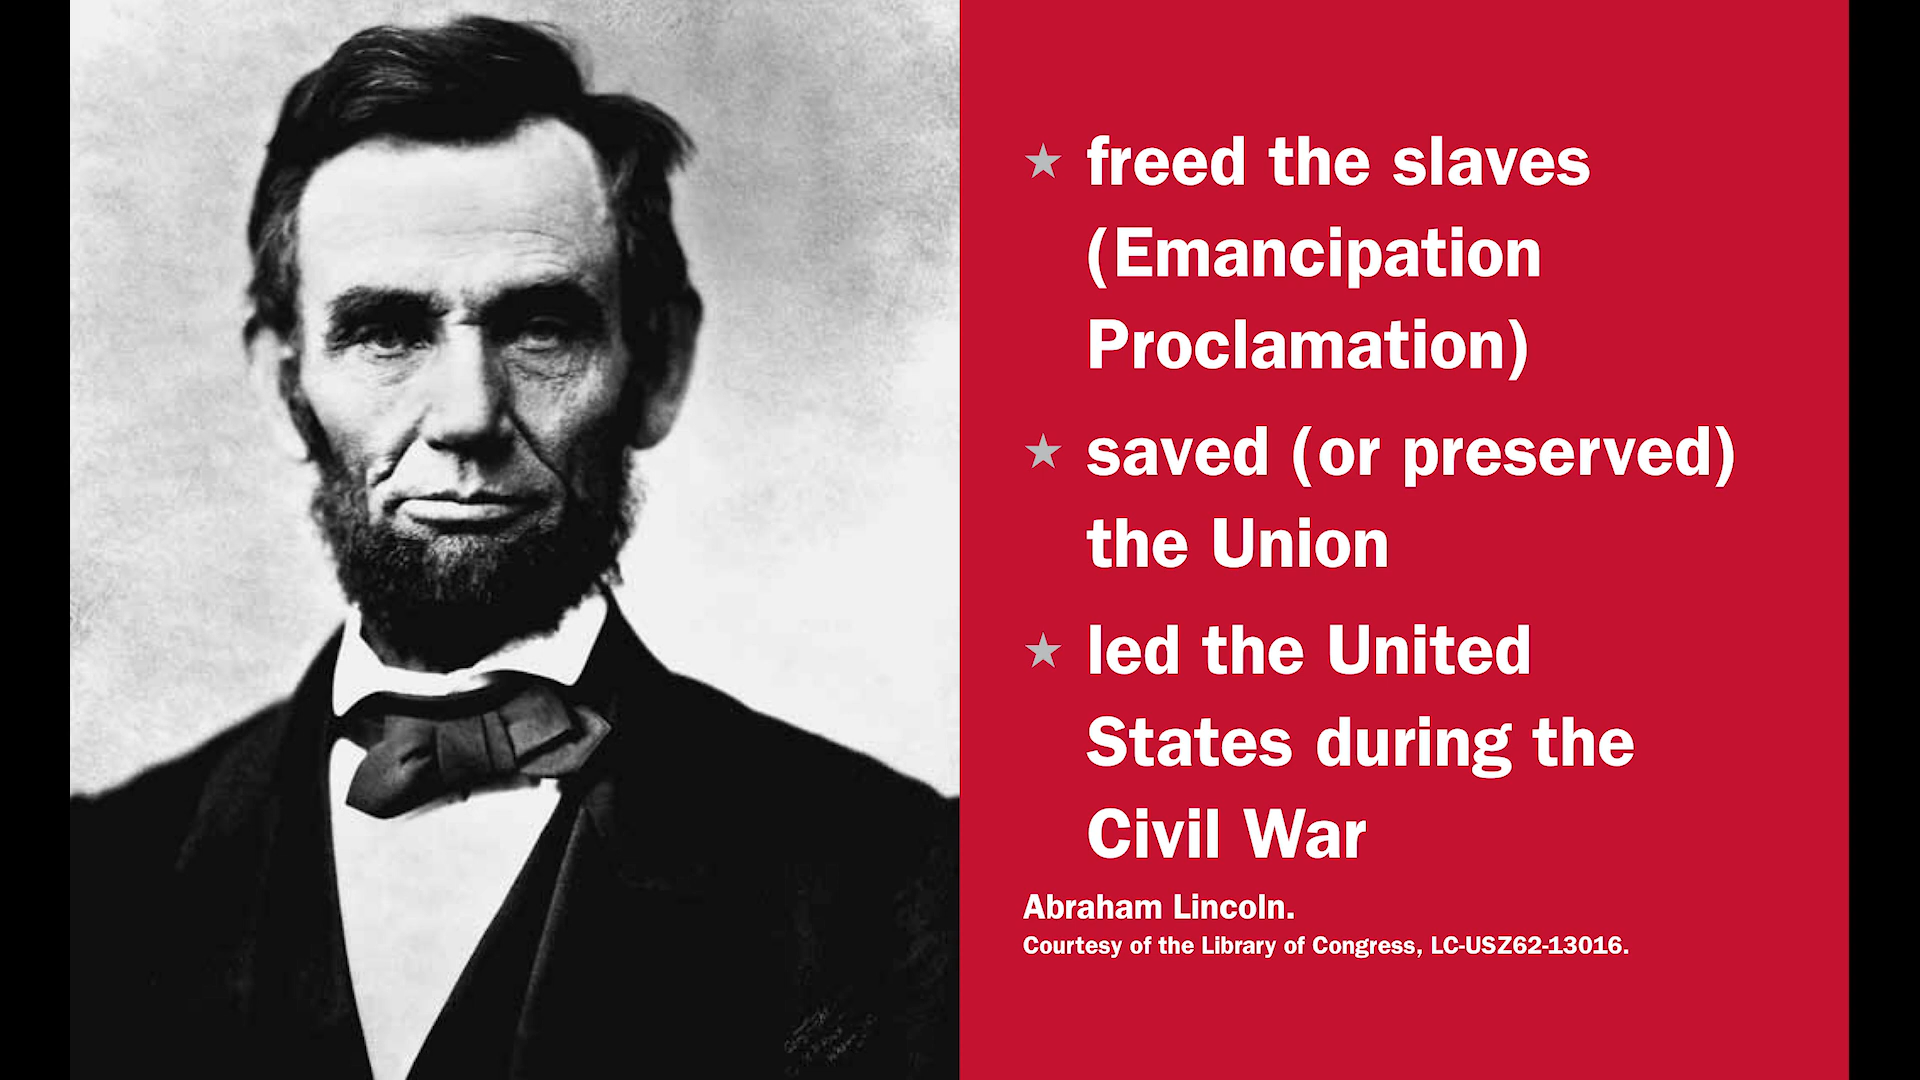 freed the slaves
(Emancipation
Proclamation)
saved (or preserved)
the Union
led the United
States during the
Civil War
Abraham Lincoln.
Courtesy of the Library of Congress, LC-USZ62-13016.